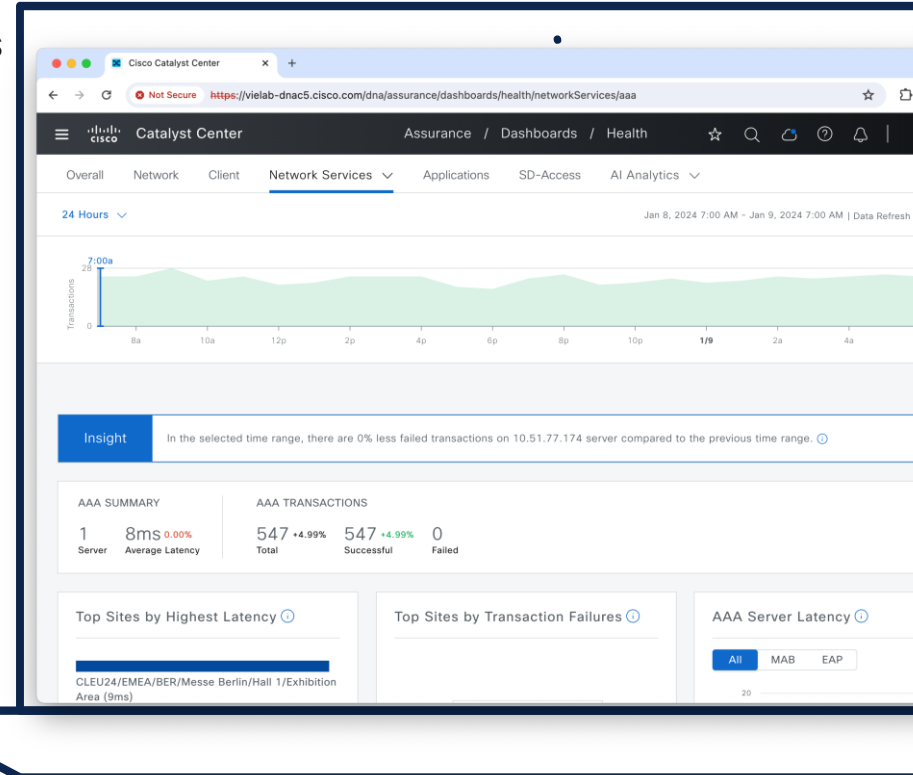 s
Cisco Catalyst Center
Not Secure https://vielab-dnac5.cisco.com/dna/assurance/dashboards/health/networkServices/aaa
cisco Catalyst Center Assurance / Dashboards / Health
Overall Network Client Network Services Applications SD-Access AI Analytics
24 Hours Jan 8, 2024 7:00 AM - Jan 9, 2024 7:00 AM | Data Refresh
7:00a
28
Transactions
0
8a 10a 12p 2p 4p 6p 8p 10p 1/9 2a 4a
Insight In the selected time range, there are 0% less failed transactions on 10.51.77.174 server compared to the previous time range.
AAA SUMMARY AAA TRANSACTIONS
1 8ms 0.00% 547 +4.99% 547 +4.99% 0
Server Average Latency Total Successful Failed
Top Sites by Highest Latency Top Sites by Transaction Failures AAA Server Latency
All MAB EAP
CLEU24/EMEA/BER/Messe Berlin/Hall 1/Exhibition
Area (9ms)
20